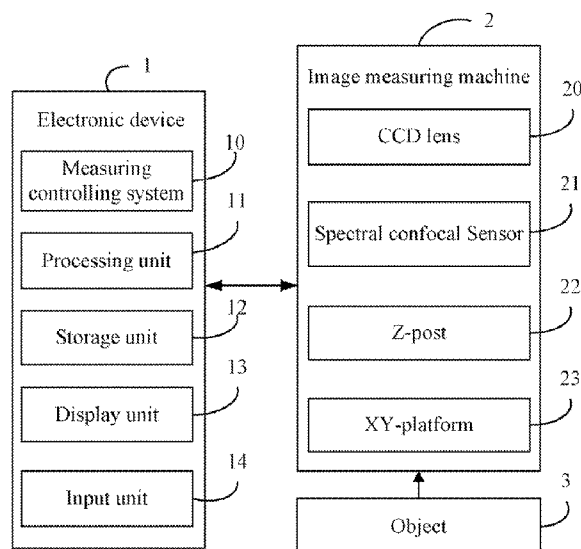 1
Electronic device
Measuring
controlling system
10
Processing unit
11
Storage unit
12
Display unit
13
Input unit
14
2
Image measuring machine
CCD lens
20
Spectral confocal Sensor
21
Z-post
22
XY-platform
23
Object
3